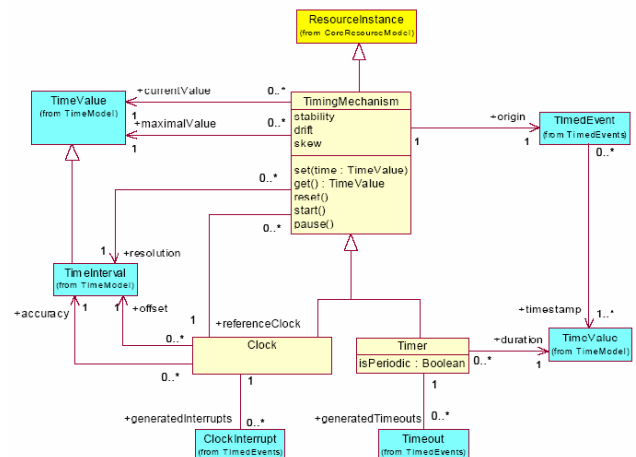 ResourceInstance
(from CoreResourceModel)
TimeValue
(from TimeModel)
+currentValue
0..*
1
+maximalValue
0..*
1
TimingMechanism
stability
drift
skew
set(time : TimeValue)
get() : TimeValue
reset()
start()
pause()
+origin
1
1
TimedEvent
(from TimedEvents)
0..*
0..*
0..*
1
+resolution
TimeInterval
(from TimeModel)
+accuracy
1
1
+offset
1
+referenceClock
+timestamp
1..*
0..*
Clock
0..*
1
Timer
isPeriodic : Boolean
1
+duration
0..*
1
TimeValue
(from TimeModel)
+generatedInterrupts
0..*
+generatedTimeouts
0..*
ClockInterrupt
(from TimedEvents)
Timeout
(from TimedEvents)